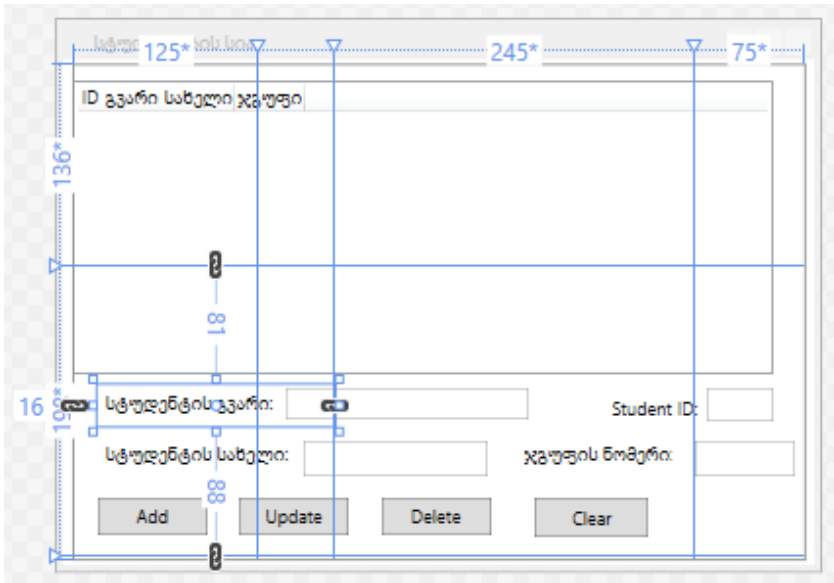 125* 245* 75*
ID გვარი სახელი ჯგუფი
136*
81
16
სტუდენტის გვარი:
Student ID:
სტუდენტის სახელი:
ჯგუფის ნომერი:
88
Add Update Delete Clear